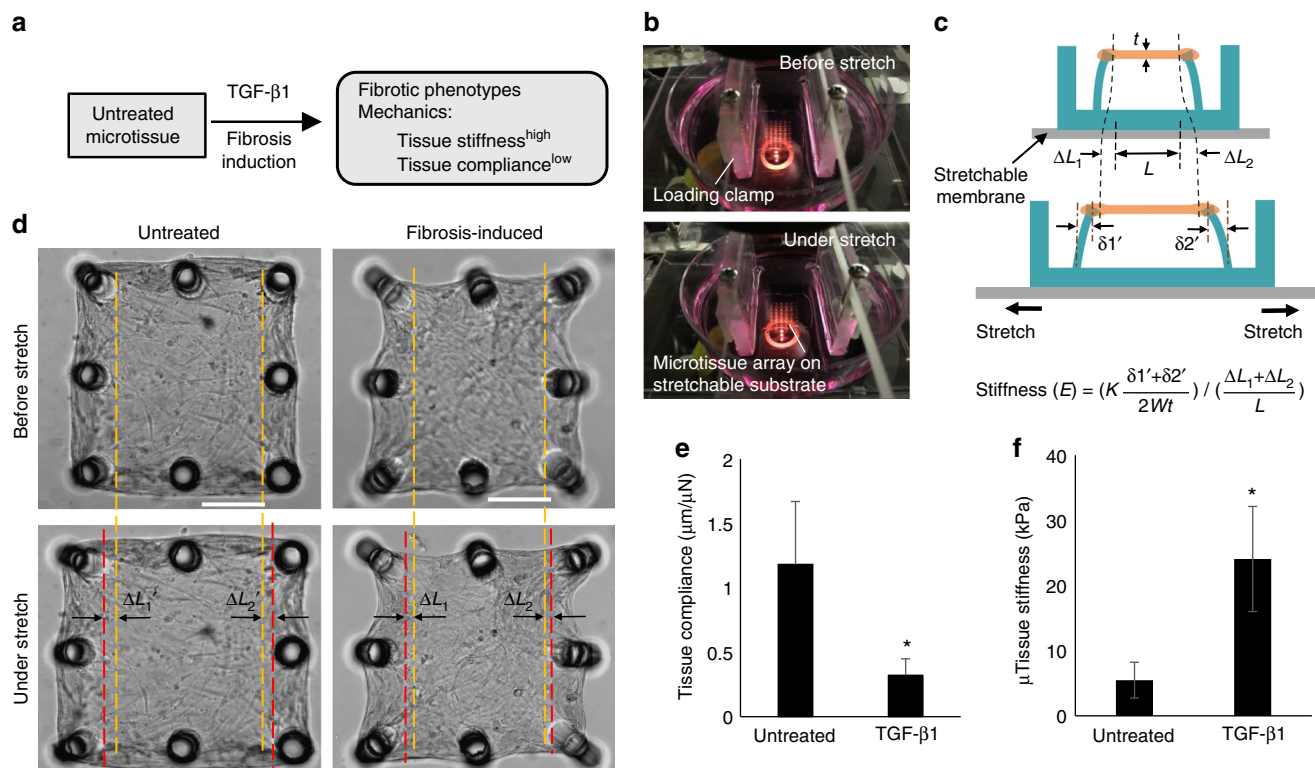 a
Untreated
microtissue
TGF-β1
Fibrosis
induction
Fibrotic phenotypes
Mechanics:
Tissue stiffness^high
Tissue compliance^low
b
Before stretch
Loading clamp
Under stretch
Microtissue array on
stretchable substrate
c
t
ΔL₁
L
ΔL₂
Stretchable
membrane
δ1′
δ2′
Stretch
Stretch
Stiffness (E) = (K (δ1′+δ2′)/(2Wt)) / ((ΔL₁+ΔL₂)/L)
d
Untreated
Fibrosis-induced
Before stretch
Under stretch
ΔL₁′
ΔL₂′
ΔL₁
ΔL₂
e
Tissue compliance (μm/μN)
2
1.5
1
0.5
0
*
Untreated
TGF-β1
f
μTissue stiffness (kPa)
40
30
20
10
0
*
Untreated
TGF-β1